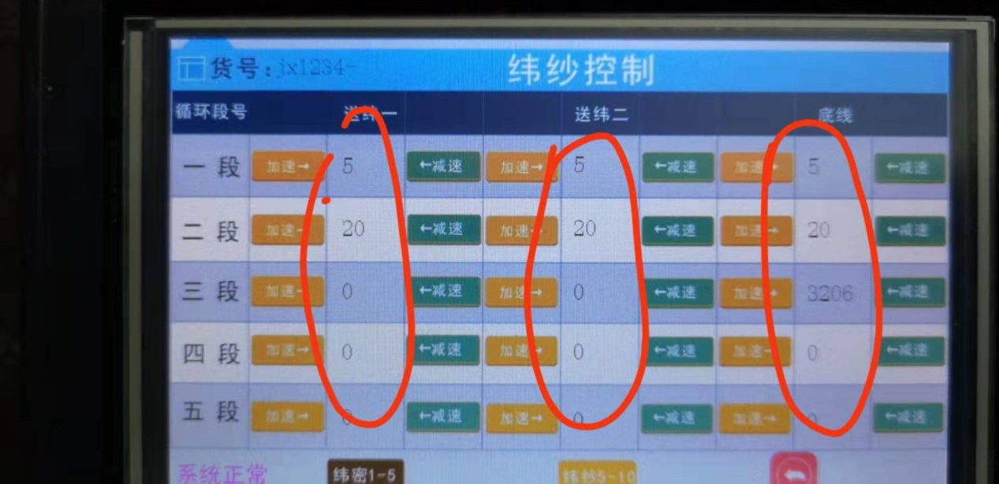 货号:jx1234- 纬纱控制
循环段号 送纬一 送纬二 底线
一段 加速→ 5 ←减速 加速→ 5 ←减速 加速→ 5 ←减速
二段 加速→ 20 ←减速 加速→ 20 ←减速 加速→ 20 ←减速
三段 加速→ 0 ←减速 加速→ 0 ←减速 加速→ 3206 ←减速
四段 加速→ 0 ←减速 加速→ 0 ←减速 加速→ 0 ←减速
五段 加速→ 0 ←减速 加速→ 0 ←减速 加速→ 0 ←减速
系统正常 纬密1-5 纬纱5-10